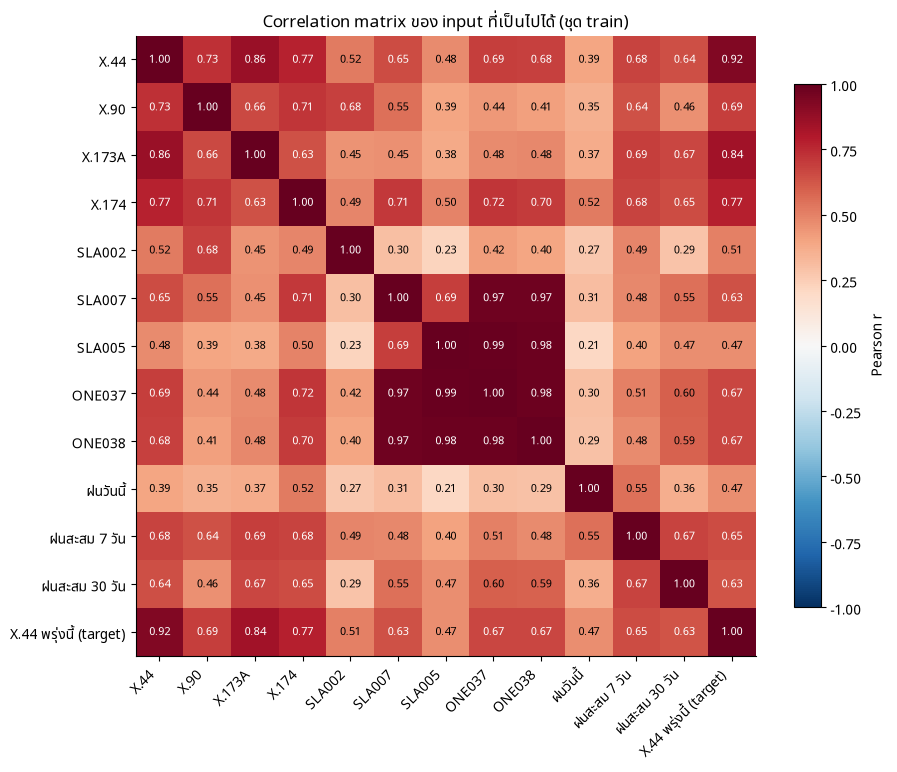 Correlation matrix ของ input ที่เป็นไปได้ (ชุด train)
X.44 1.00 0.73 0.86 0.77 0.52 0.65 0.48 0.69 0.68 0.39 0.68 0.64 0.92
X.90 0.73 1.00 0.66 0.71 0.68 0.55 0.39 0.44 0.41 0.35 0.64 0.46 0.69
X.173A 0.86 0.66 1.00 0.63 0.45 0.45 0.38 0.48 0.48 0.37 0.69 0.67 0.84
X.174 0.77 0.71 0.63 1.00 0.49 0.71 0.50 0.72 0.70 0.52 0.68 0.65 0.77
SLA002 0.52 0.68 0.45 0.49 1.00 0.30 0.23 0.42 0.40 0.27 0.49 0.29 0.51
SLA007 0.65 0.55 0.45 0.71 0.30 1.00 0.69 0.97 0.97 0.31 0.48 0.55 0.63
SLA005 0.48 0.39 0.38 0.50 0.23 0.69 1.00 0.99 0.98 0.21 0.40 0.47 0.47
ONE037 0.69 0.44 0.48 0.72 0.42 0.97 0.99 1.00 0.98 0.30 0.51 0.60 0.67
ONE038 0.68 0.41 0.48 0.70 0.40 0.97 0.98 0.98 1.00 0.29 0.48 0.59 0.67
ฝนวันนี้ 0.39 0.35 0.37 0.52 0.27 0.31 0.21 0.30 0.29 1.00 0.55 0.36 0.47
ฝนสะสม 7 วัน 0.68 0.64 0.69 0.68 0.49 0.48 0.40 0.51 0.48 0.55 1.00 0.67 0.65
ฝนสะสม 30 วัน 0.64 0.46 0.67 0.65 0.29 0.55 0.47 0.60 0.59 0.36 0.67 1.00 0.63
X.44 พรุ่งนี้ (target) 0.92 0.69 0.84 0.77 0.51 0.63 0.47 0.67 0.67 0.47 0.65 0.63 1.00
X.44
X.90
X.173A
X.174
SLA002
SLA007
SLA005
ONE037
ONE038
ฝนวันนี้
ฝนสะสม 7 วัน
ฝนสะสม 30 วัน
X.44 พรุ่งนี้ (target)
1.00
0.75
0.50
0.25
0.00
-0.25
-0.50
-0.75
-1.00
Pearson r